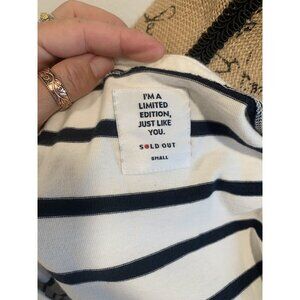 I'M A
LIMITED
EDITION,
JUST LIKE
YOU.
SOLD OUT
SMALL